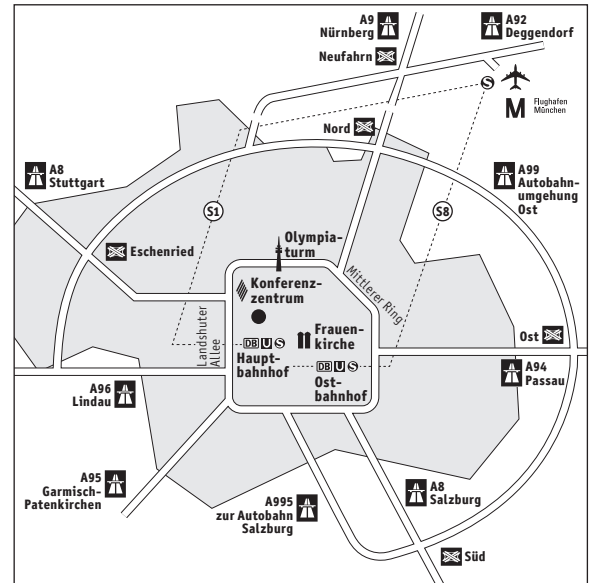 A9
Nürnberg
A92
Deggendorf
Neufahrn
S
M
Flughafen
München
Nord
A8
Stuttgart
A99
Autobahn-
umgehung
Ost
S1
S8
Eschenried
Olympia-
turm
Mittlerer Ring
Konferenz-
zentrum
Landshuter
Allee
Frauen-
kirche
DB U S
Haupt-
bahnhof
DB U S
Ost-
bahnhof
Ost
A94
Passau
A96
Lindau
A95
Garmisch-
Patenkirchen
A995
zur Autobahn
Salzburg
A8
Salzburg
Süd